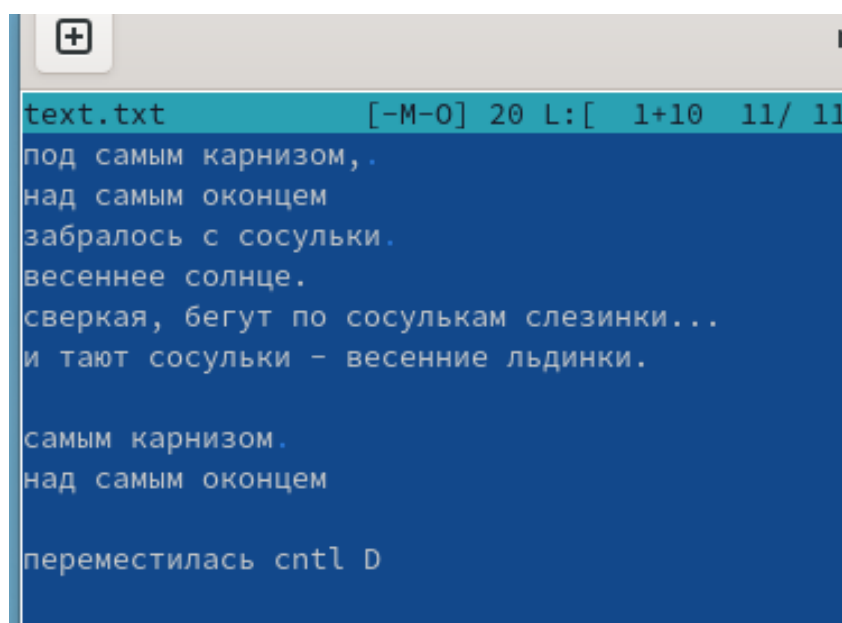 text.txt [-M-O] 20 L:[ 1+10 11/ 11
под самым карнизом,.
над самым оконцем
забралось с сосульки.
весеннее солнце.
сверкая, бегут по сосулькам слезинки...
и тают сосульки - весенние льдинки.
самым карнизом.
над самым оконцем
переместилась cntl D